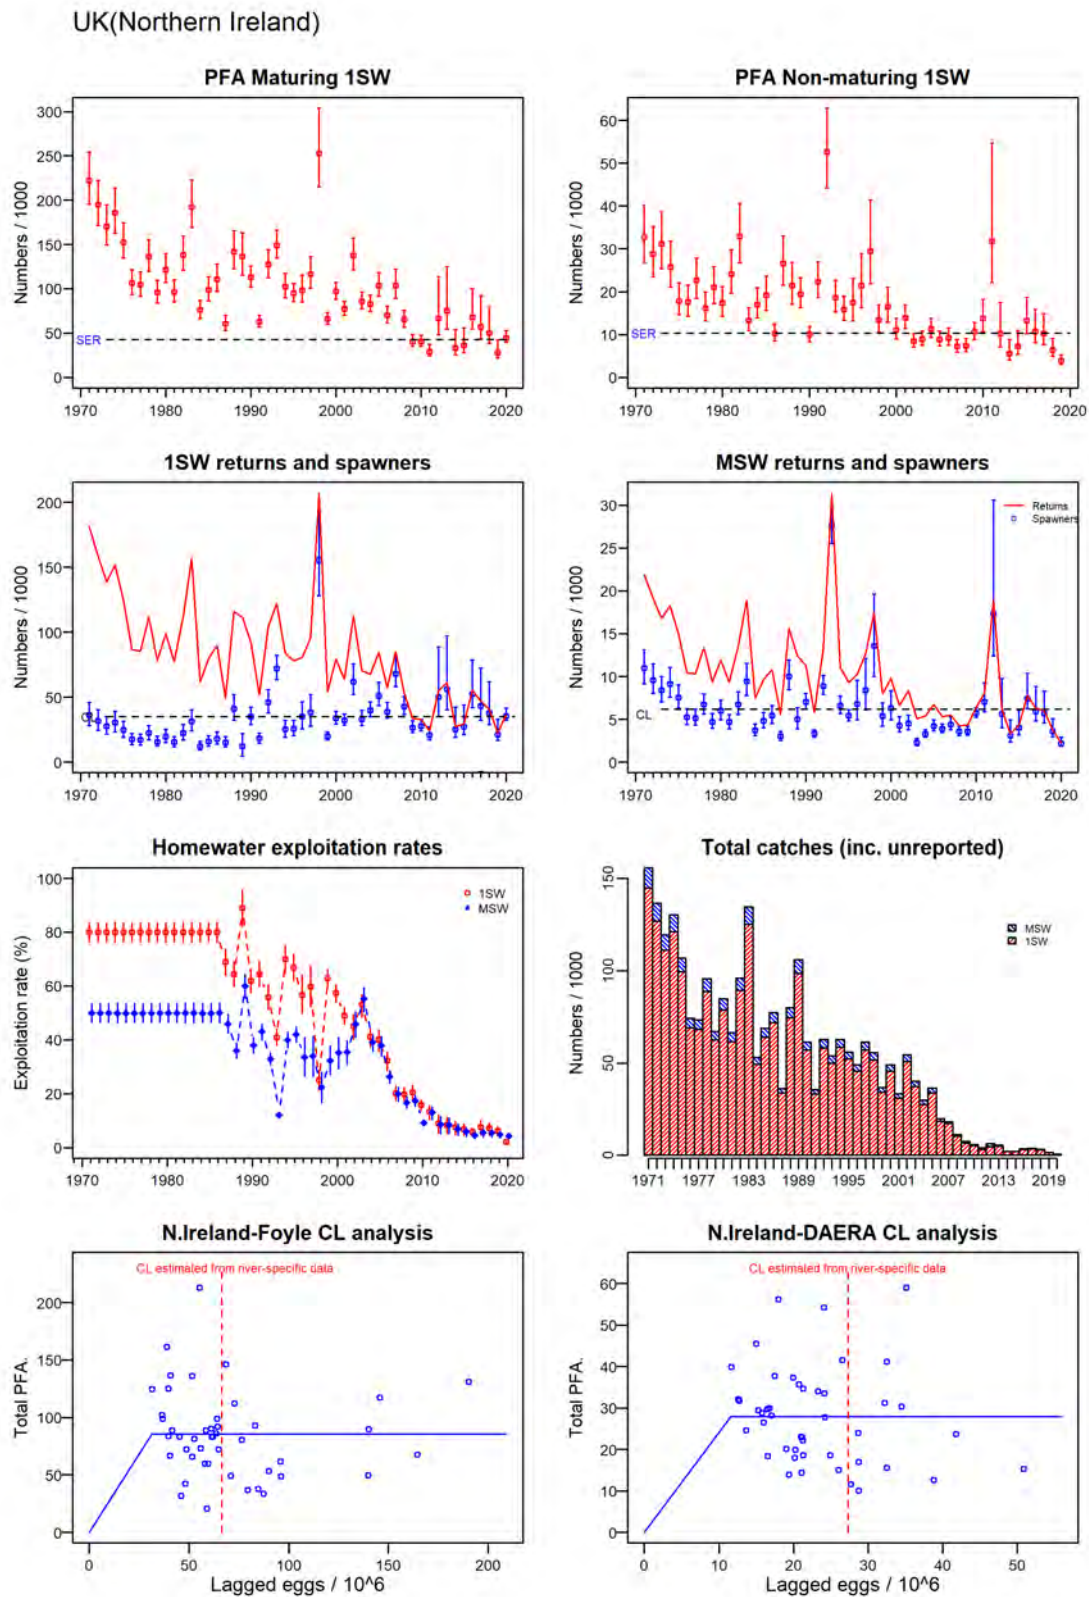 UK(Northern Ireland)
PFA Maturing 1SW
Numbers / 1000
300
250
200
150
100
50
0
SER
1970 1980 1990 2000 2010 2020
PFA Non-maturing 1SW
Numbers / 1000
60
50
40
30
20
10
0
SER
1970 1980 1990 2000 2010 2020
1SW returns and spawners
Numbers / 1000
200
150
100
50
0
1970 1980 1990 2000 2010 2020
MSW returns and spawners
Numbers / 1000
30
25
20
15
10
5
0
CL
Returns
Spawners
1970 1980 1990 2000 2010 2020
Homewater exploitation rates
Exploitation rate (%)
100
80
60
40
20
0
1SW
MSW
1970 1980 1990 2000 2010 2020
Total catches (inc. unreported)
Numbers / 1000
150
100
50
0
MSW
1SW
1971 1977 1983 1989 1995 2001 2007 2013 2019
N.Ireland-Foyle CL analysis
CL estimated from river-specific data
Total PFA.
200
150
100
50
0
0 50 100 150 200
Lagged eggs / 10^6
N.Ireland-DAERA CL analysis
CL estimated from river-specific data
Total PFA.
60
50
40
30
20
10
0
0 10 20 30 40 50
Lagged eggs / 10^6